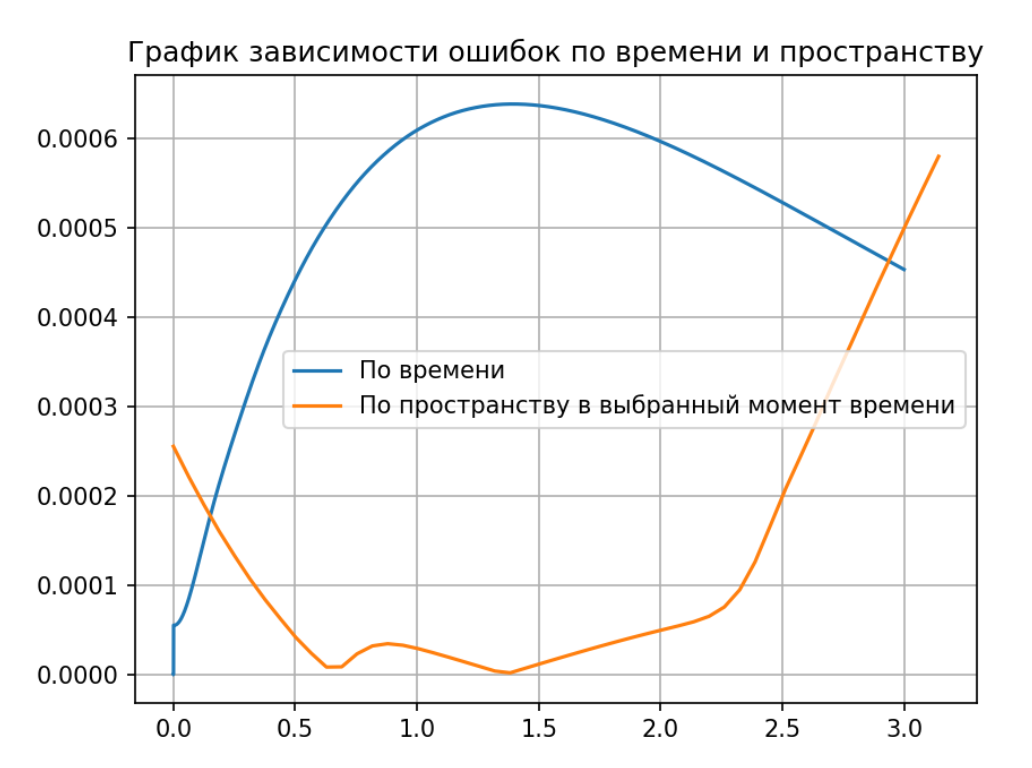 График зависимости ошибок по времени и пространству
0.0006
0.0005
0.0004
0.0003
0.0002
0.0001
0.0000
По времени
По пространству в выбранный момент времени
0.0 0.5 1.0 1.5 2.0 2.5 3.0